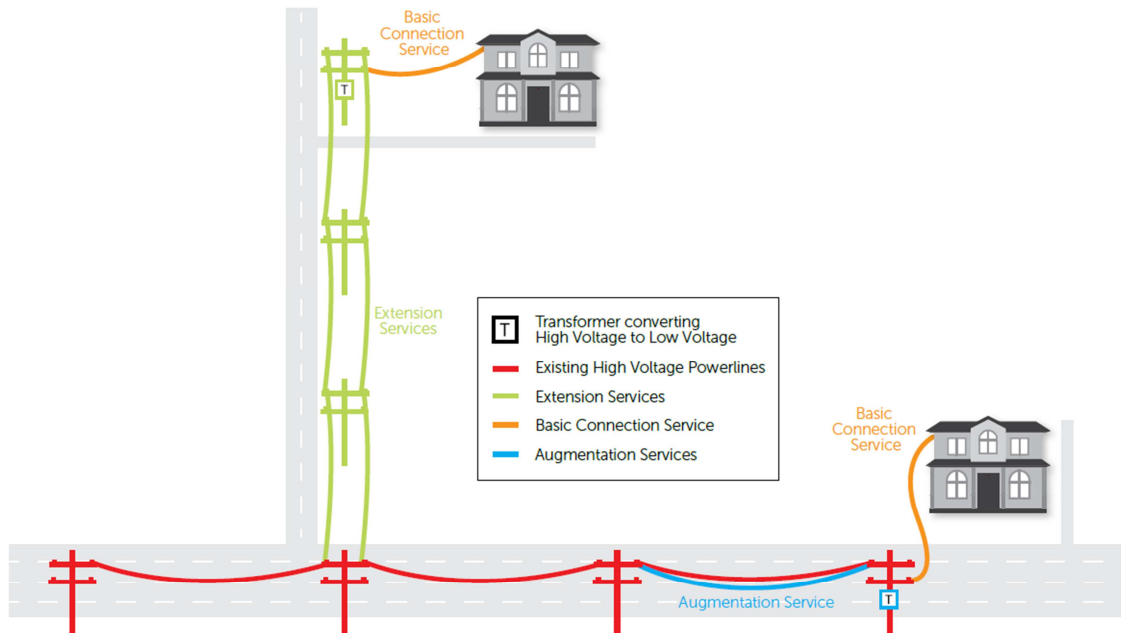 Basic
Connection
Service
T
Extension
Services
T
Transformer converting
High Voltage to Low Voltage
Existing High Voltage Powerlines
Extension Services
Basic Connection Service
Augmentation Services
Basic
Connection
Service
Augmentation Service
T